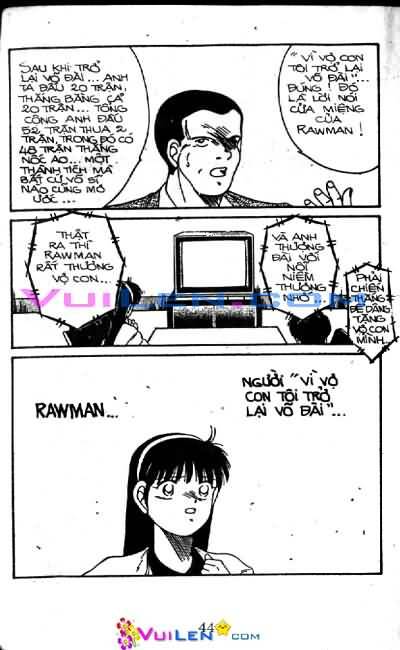 SAU KHI TRỞ
LẠI VÕ ĐÀI... ANH
TA ĐẤU 20 TRẬN,
THẮNG BẰNG CẢ
20 TRẬN... TỔNG
CỘNG ANH ĐẤU
52 TRẬN THUA 2
TRẬN, TRONG ĐÓ CÓ
48 TRẬN THẮNG
NỐC AO... MỘT
THÀNH TÍCH MÀ
BẤT CỨ VÕ SĨ
NÀO CŨNG MƠ
ƯỚC...
"VÌ VỢ CON
TÔI TRỞ LẠI
VÕ ĐÀI"...
ĐÚNG! ĐÓ
LÀ LỜI NÓI
CỬA MIỆNG
CỦA
RAWMAN!
THẬT
RA THÌ
RAWMAN
RẤT THƯƠNG
VỢ CON...
VÀ ANH
THƯỢNG
ĐÀI VỚI
NỖI
NIỀM
THƯƠNG
NHỚ
PHẢI
CHIẾN
THẮNG
ĐỂ DÂNG
TẶNG
VỢ CON
MÌNH...
VUILEN.COM
RAWMAN...
NGƯỜI "VÌ VỢ
CON TÔI TRỞ
LẠI VÕ ĐÀI"...
44
VUILEN.COM